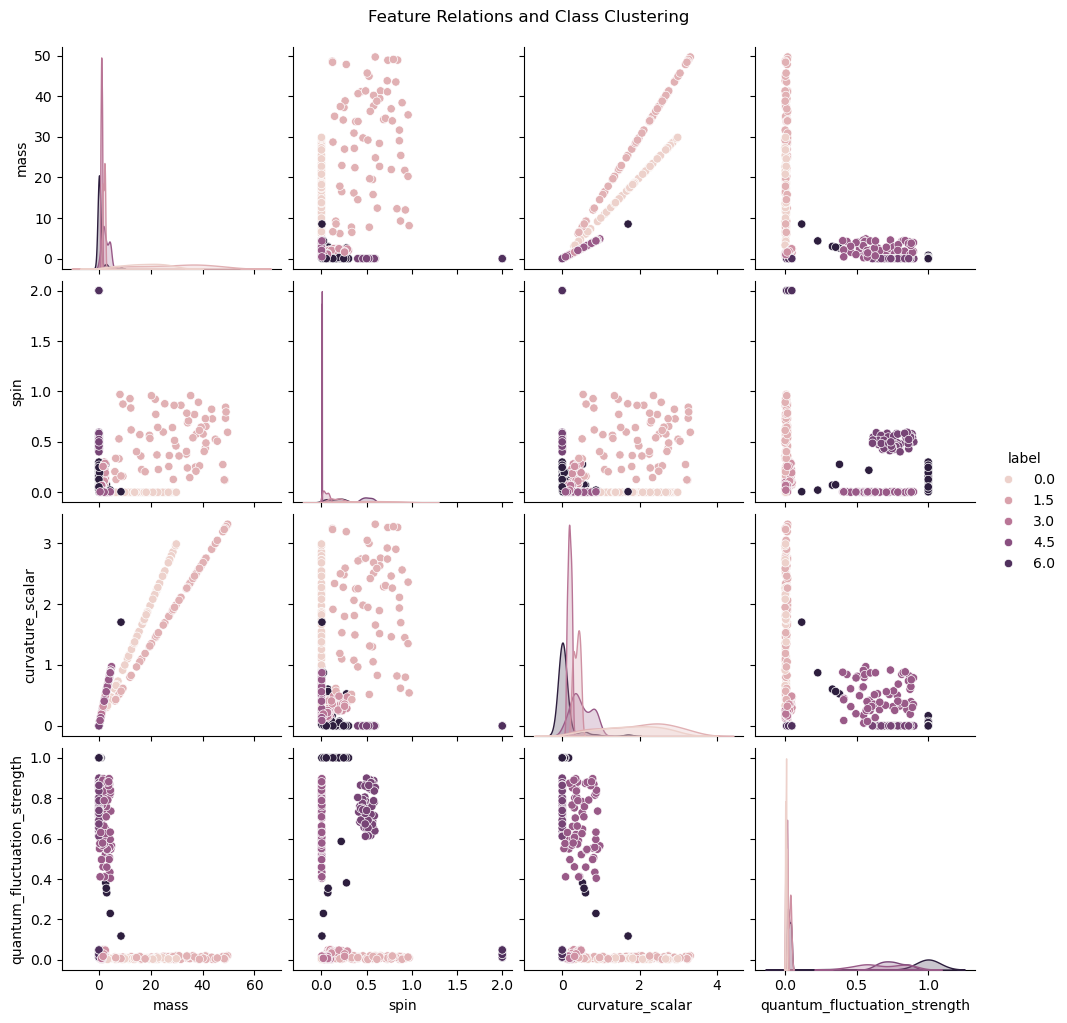 Feature Relations and Class Clustering
50
40
30
20
10
0
mass
2.0
1.5
1.0
0.5
0.0
spin
label
0.0
1.5
3.0
4.5
6.0
3
2
1
0
curvature_scalar
1.0
0.8
0.6
0.4
0.2
0.0
quantum_fluctuation_strength
0 20 40 60
0.0 0.5 1.0 1.5 2.0
0 2 4
0.0 0.5 1.0
mass spin curvature_scalar quantum_fluctuation_strength